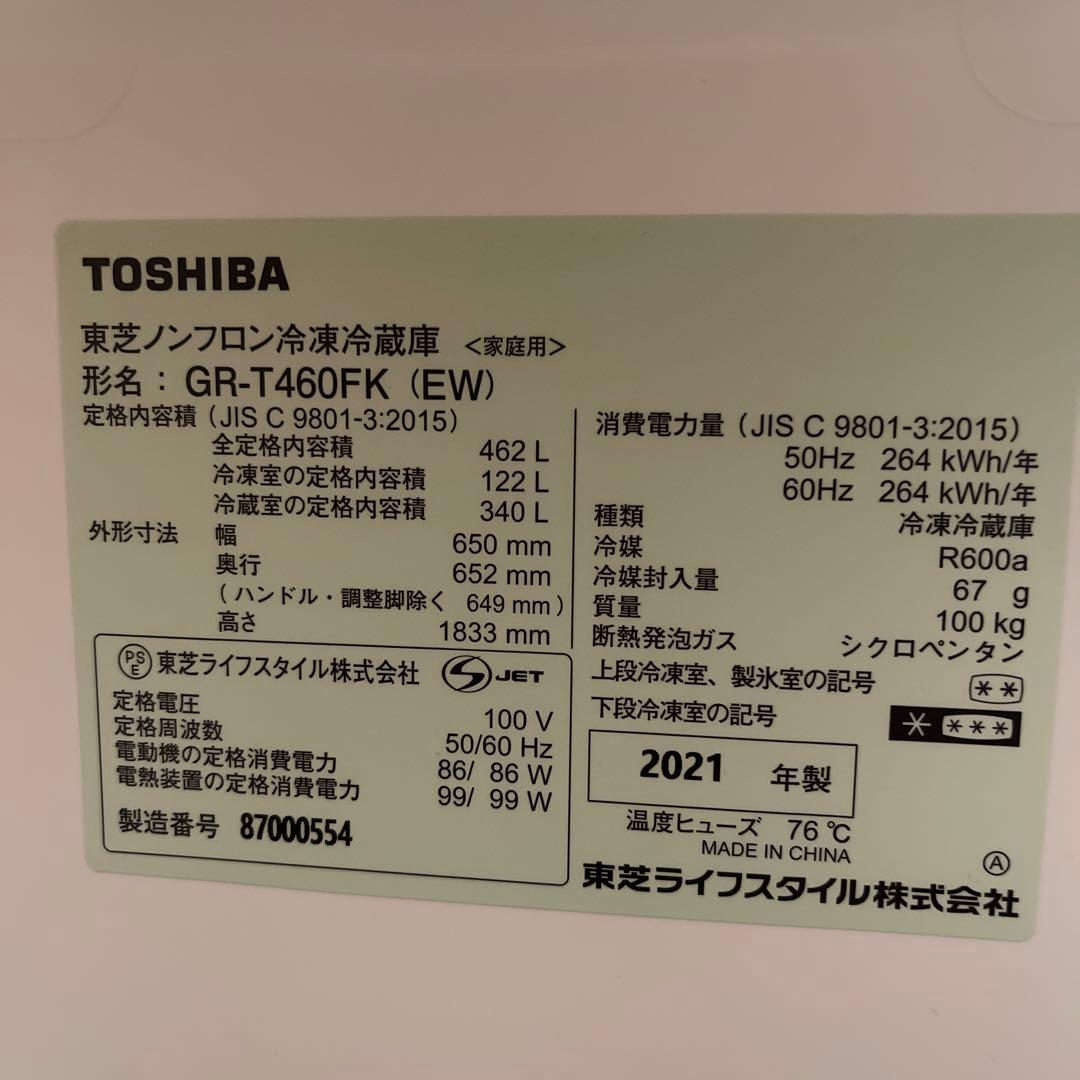 TOSHIBA
東芝ノンフロン冷凍冷蔵庫 <家庭用>
形名： GR-T460FK (EW)
定格内容積 (JIS C 9801-3:2015)
全定格内容積 462 L
冷凍室の定格内容積 122 L
冷蔵室の定格内容積 340 L
外形寸法 幅 650 mm
奥行 652 mm
(ハンドル・調整脚除く 649 mm)
高さ 1833 mm
PSE 東芝ライフスタイル株式会社 JET
定格電圧 100 V
定格周波数 50/60 Hz
電動機の定格消費電力 86/ 86 W
電熱装置の定格消費電力 99/ 99 W
製造番号 87000554
消費電力量 (JIS C 9801-3:2015)
50Hz 264 kWh/年
60Hz 264 kWh/年
種類 冷凍冷蔵庫
冷媒 R600a
冷媒封入量 67 g
質量 100 kg
断熱発泡ガス シクロペンタン
上段冷凍室、製氷室の記号 **
下段冷凍室の記号 * ***
2021 年製
温度ヒューズ 76 ℃
MADE IN CHINA
Ⓐ
東芝ライフスタイル株式会社